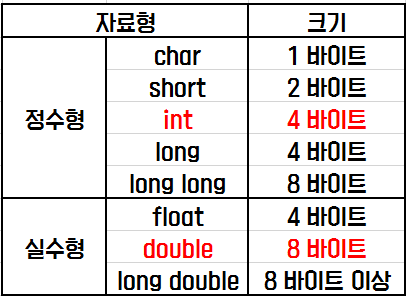 자료형 크기
정수형
char 1 바이트
short 2 바이트
int 4 바이트
long 4 바이트
long long 8 바이트
실수형
float 4 바이트
double 8 바이트
long double 8 바이트 이상